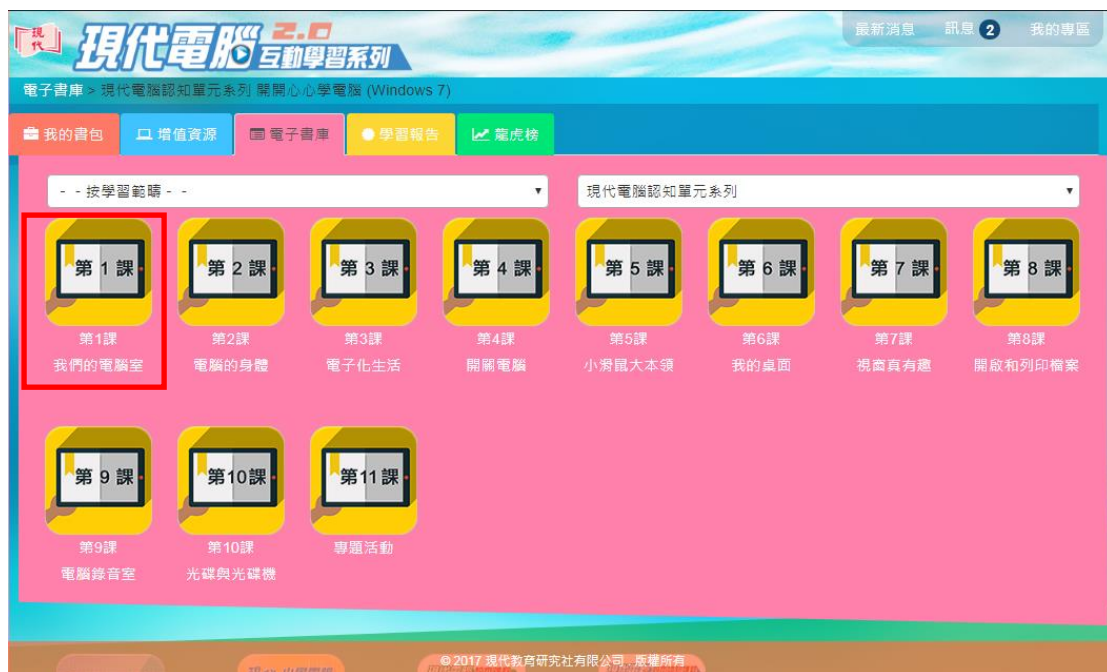 現代
現代電腦 2.0
互動學習系列
最新消息 訊息 2 我的專區
電子書庫 > 現代電腦認知單元系列 開開心心學電腦 (Windows 7)
我的書包 增值資源 電子書庫 學習報告 龍虎榜
- - 按學習範疇 - - 現代電腦認知單元系列
第 1 課 第 2 課 第 3 課 第 4 課 第 5 課 第 6 課 第 7 課 第 8 課
第1課 第2課 第3課 第4課 第5課 第6課 第7課 第8課
我們的電腦室 電腦的身體 電子化生活 開關電腦 小滑鼠大本領 我的桌面 視窗真有趣 開啟和列印檔案
第 9 課 第10課 第11課
第9課 第10課 專題活動
電腦錄音室 光碟與光碟機
© 2017 現代教育研究社有限公司 版權所有